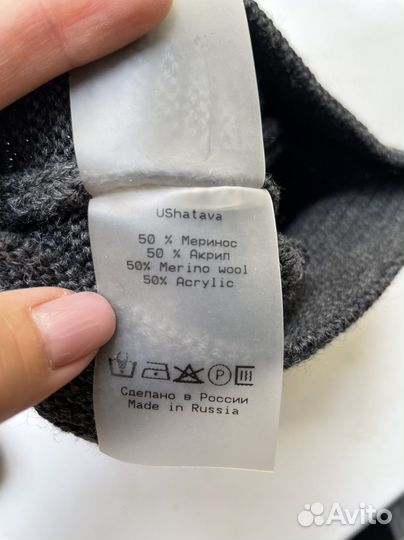 UShatava
50 % Меринос
50 % Акрил
50% Merino wool
50% Acrylic
P
Сделано в России
Made in Russia
Avito